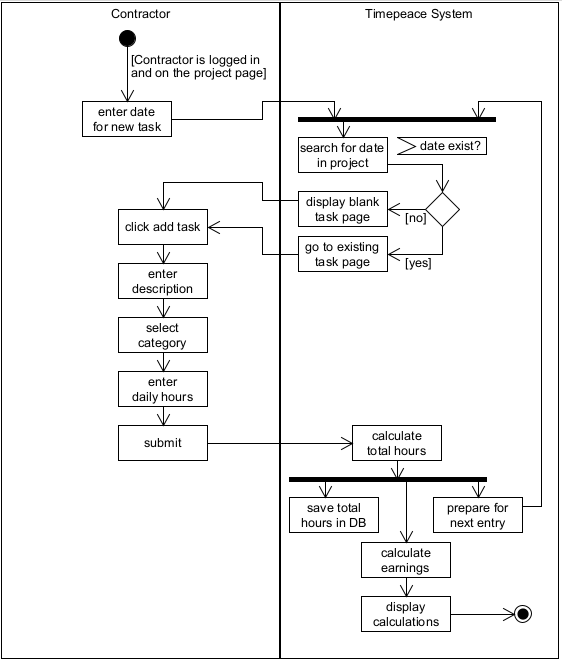 Contractor
Timepeace System
[Contractor is logged in
and on the project page]
enter date
for new task
search for date
in project
date exist?
display blank
task page
[no]
click add task
go to existing
task page
[yes]
enter
description
select
category
enter
daily hours
submit
calculate
total hours
save total
hours in DB
prepare for
next entry
calculate
earnings
display
calculations